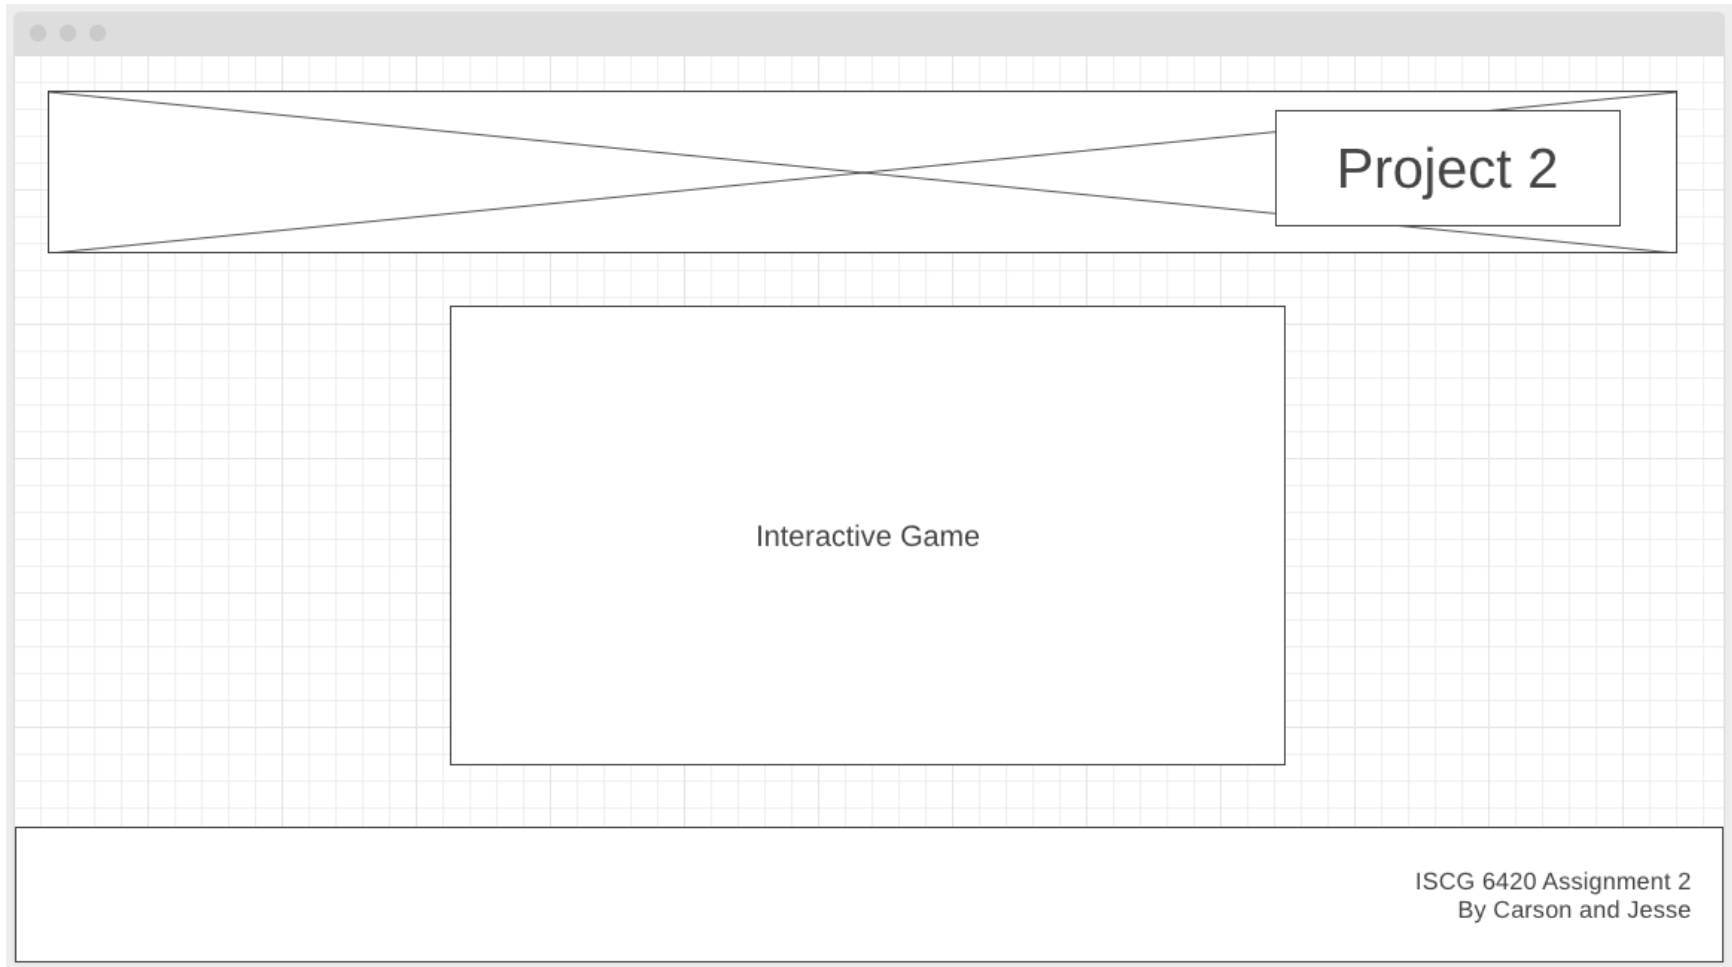 Project 2
Interactive Game
ISCG 6420 Assignment 2
By Carson and Jesse